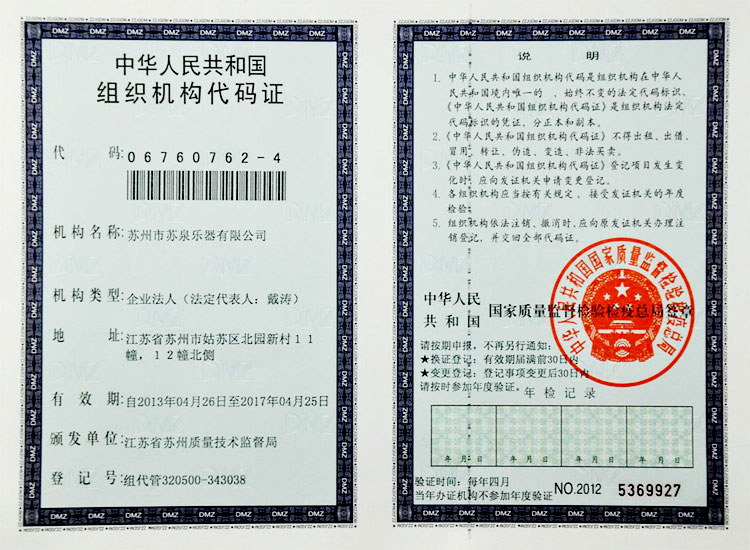 中华人民共和国
组织机构代码证
代 码:06760762-4
机构名称:苏州市苏泉乐器有限公司
机构类型:企业法人（法定代表人：戴涛）
地 址:江苏省苏州市姑苏区北园新村11
幢，12幢北侧
有 效 期:自2013年04月26日至2017年04月25日
颁发单位:江苏省苏州质量技术监督局
登 记 号:组代管320500-343038
说 明
1. 中华人民共和国组织机构代码是组织机构在中华人
民共和国境内唯一的、始终不变的法定代码标识，
《中华人民共和国组织机构代码证》是组织机构法定
代码标识的凭证，分正本和副本。
2.《中华人民共和国组织机构代码证》不得出租、出借、
冒用、转让、伪造、变造、非法买卖。
3.《中华人民共和国组织机构代码证》登记项目发生变
化时，应向发证机关申请变更登记。
4. 各组织机构应当按有关规定，接受发证机关的年度
检验。
5. 组织机构依法注销、撤消时，应向原发证机关办理注
销登记，并交回全部代码证。
中华人民
共和国
国家质量监督检验检疫总局签章
中华人民共和国国家质量监督检验检疫总局
请按期申报，不再另行通知：
★换证登记：有效期届满前30日内
★变更登记：登记事项变更后30日内
请按时参加年度验证。
年检记录
年 月 日 年 月 日 年 月 日 年 月 日
验证时间：每年四月
当年办证机构不参加年度验证
NO.2012 5369927
DMZ